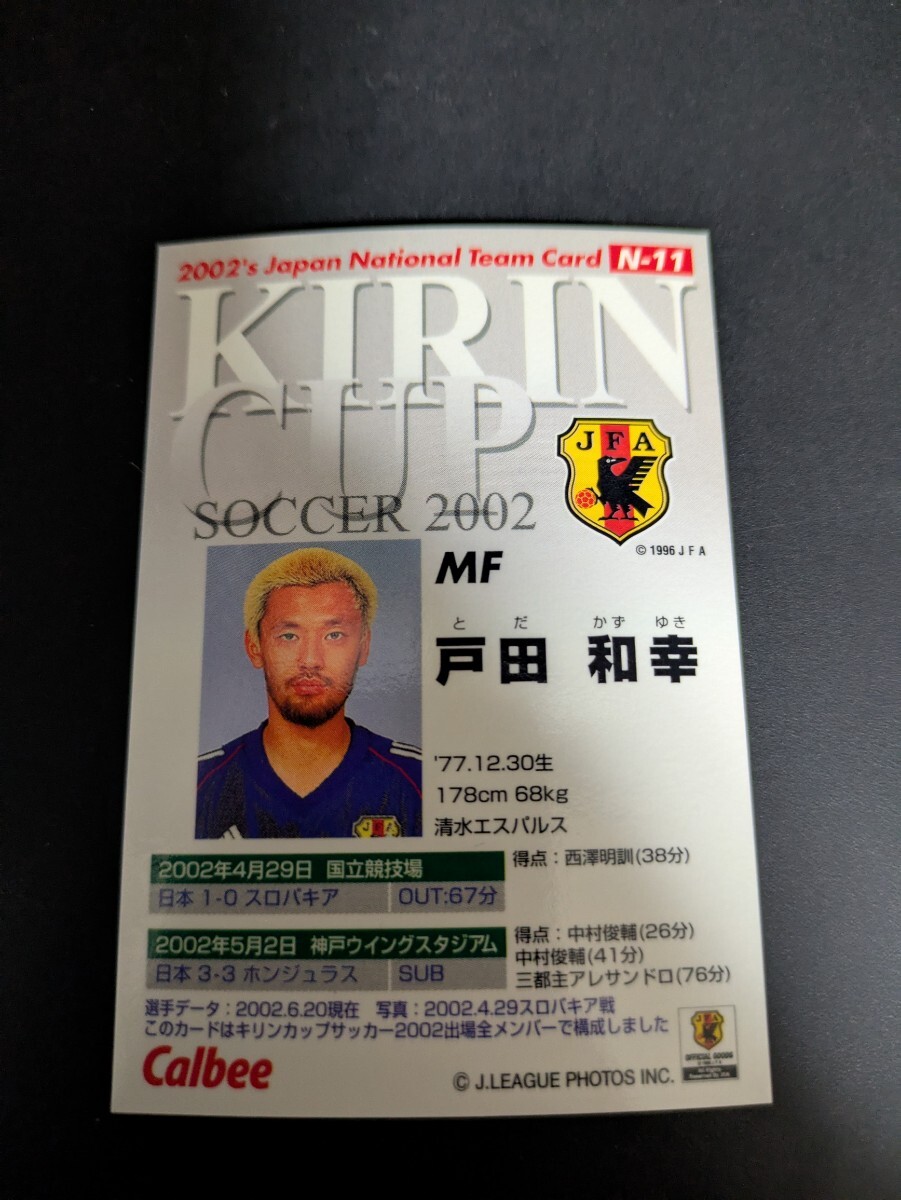 2002's Japan National Team Card N-11
KIRIN
CUP
SOCCER 2002
JFA
© 1996 J F A
MF
と だ かず ゆき
戸田 和幸
'77.12.30生
178cm 68kg
清水エスパルス
2002年4月29日 国立競技場
日本 1-0 スロバキア OUT:67分
得点：西澤明訓(38分)
2002年5月2日 神戸ウイングスタジアム
日本 3-3 ホンジュラス SUB
得点：中村俊輔(26分)
中村俊輔(41分)
三都主アレサンドロ(76分)
選手データ：2002.6.20現在 写真：2002.4.29スロバキア戦
このカードはキリンカップサッカー2002出場全メンバーで構成しました
Calbee
© J.LEAGUE PHOTOS INC.
OFFICIAL GOODS